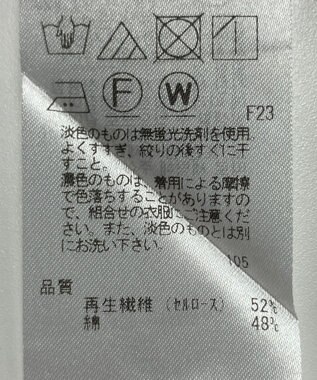 F W
F23
淡色のものは無蛍光洗剤を使用。
よくすすぎ、絞りの後すぐに干
すこと。
濃色のものは、着用による摩擦
で色落ちすることがありますの
で、組合せの衣服にご注意くだ
さい。また、淡色のものとは別
にお洗い下さい。
105
品質
再生繊維(セルロース) 52%
綿 48%